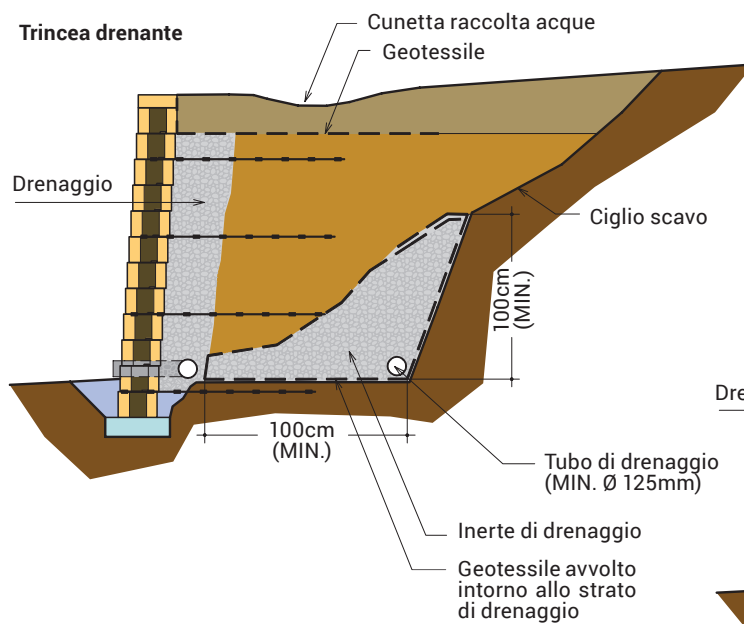 Trincea drenante
Cunetta raccolta acque
Geotessile
Drenaggio
Ciglio scavo
100cm
(MIN.)
100cm
(MIN.)
Dre
Tubo di drenaggio
(MIN. Ø 125mm)
Inerte di drenaggio
Geotessile avvolto
intorno allo strato
di drenaggio